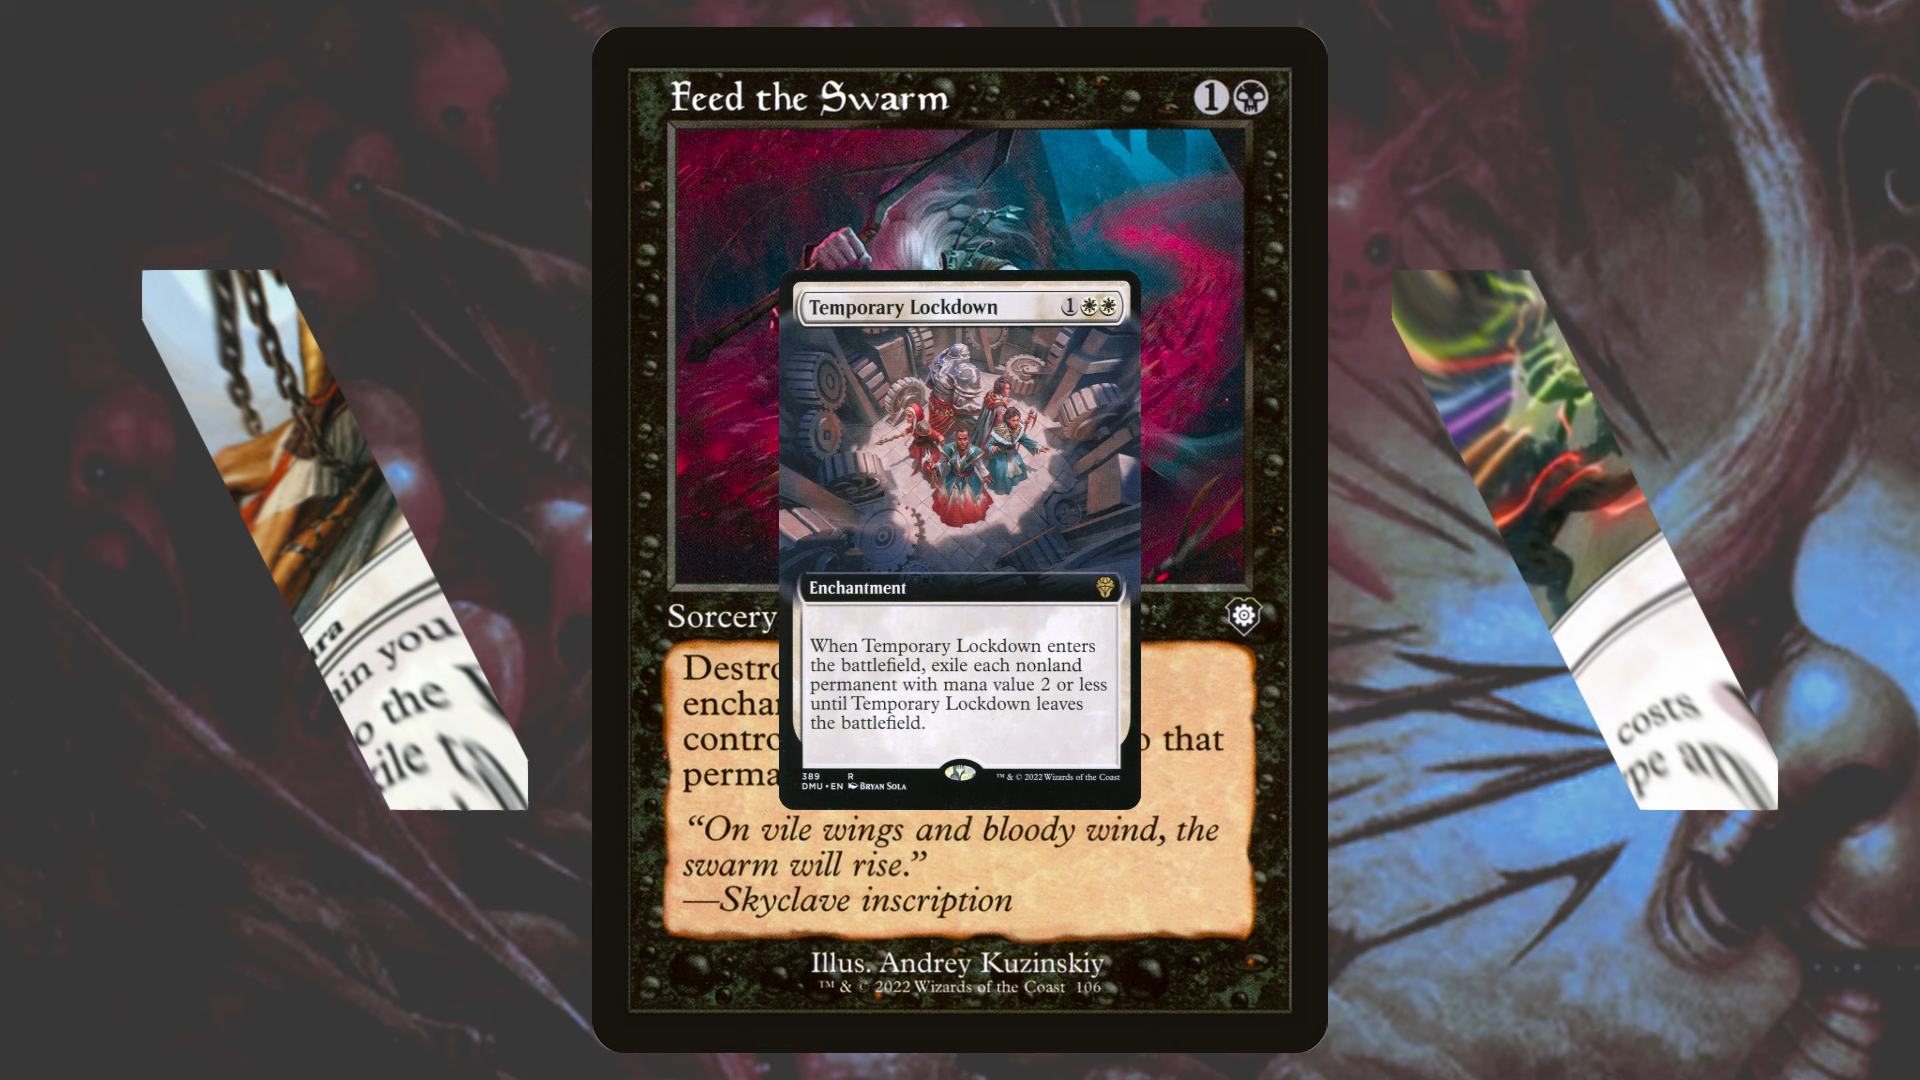 Feed the Swarm 1
Temporary Lockdown 1
Enchantment
Sorcery
When Temporary Lockdown enters
the battlefield, exile each nonland
permanent with mana value 2 or less
until Temporary Lockdown leaves
the battlefield.
389 R
DMU • EN BRYAN SOLA
™ & © 2022 Wizards of the Coast
that
“On vile wings and bloody wind, the
swarm will rise.”
—Skyclave inscription
Illus. Andrey Kuzinskiy
™ & © 2022 Wizards of the Coast 106
you
the
costs